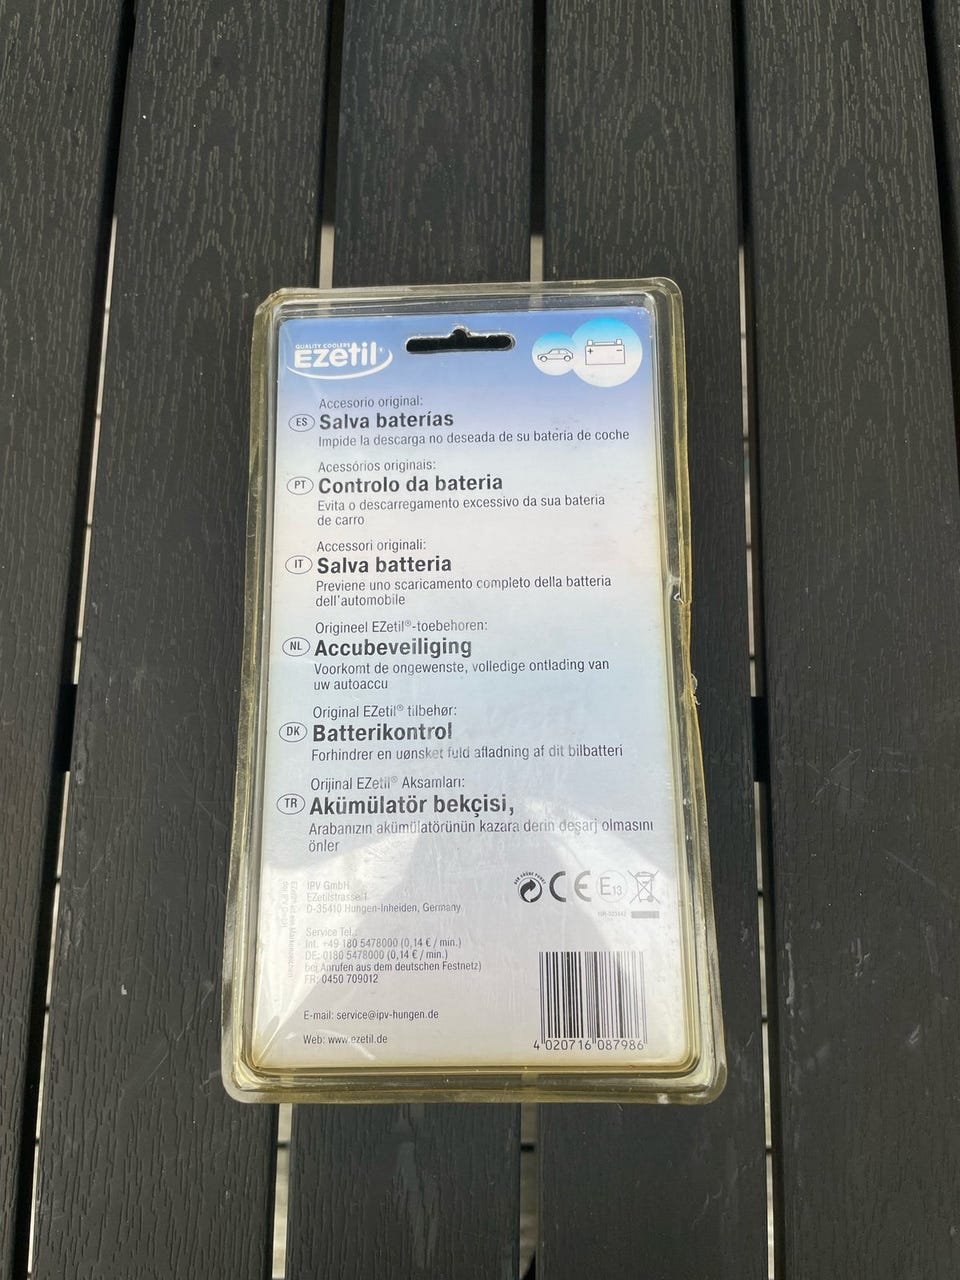 QUALITY COOLERS
EZetil®
Accesorio original:
ES Salva baterías
Impide la descarga no deseada de su batería de coche
Acessórios originais:
PT Controlo da bateria
Evita o descarregamento excessivo da sua bateria
de carro
Accessori originali:
IT Salva batteria
Previene uno scaricamento completo della batteria
dell'automobile
Origineel EZetil®-toebehoren:
NL Accubeveiliging
Voorkomt de ongewenste, volledige ontlading van
uw autoaccu
Original EZetil® tilbehør:
DK Batterikontrol
Forhindrer en uønsket fuld afladning af dit bilbatteri
Orijinal EZetil® Aksamları:
TR Akümülatör bekçisi,
Arabanızın akümülatörünün kazara derin deşarj olmasını
önler
IPV GmbH
EZetilstrasse 1
D-35410 Hungen-Inheiden, Germany
DER GRÜNE PUNKT
CE
E13
Service Tel.:
Int. +49 180 5478000 (0,14 € / min.)
DE: 0180 5478000 (0,14 € / min.)
bei Anrufen aus dem deutschen Festnetz)
FR: 0450 709012
E-mail: service@ipv-hungen.de
Web: www.ezetil.de
4 020716 087986